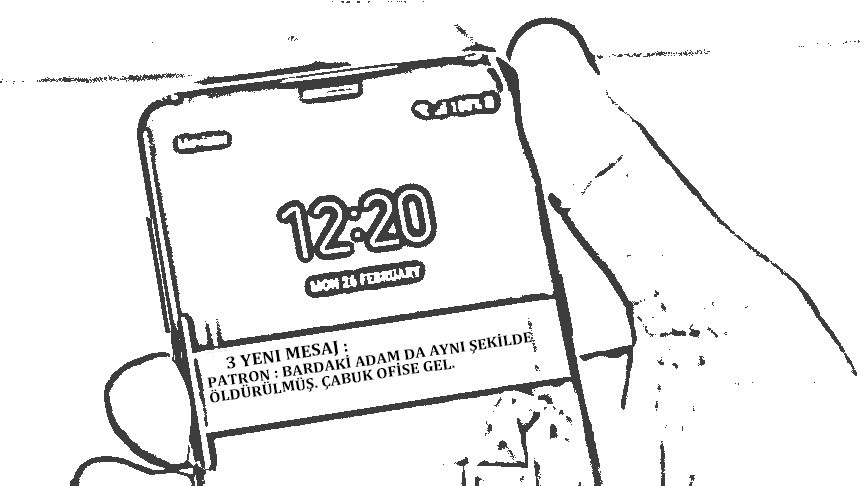 12:20
MON 26 FEBRUARY
3 YENI MESAJ :
PATRON : BARDAKİ ADAM DA AYNI ŞEKİLDE
ÖLDÜRÜLMÜŞ. ÇABUK OFİSE GEL.